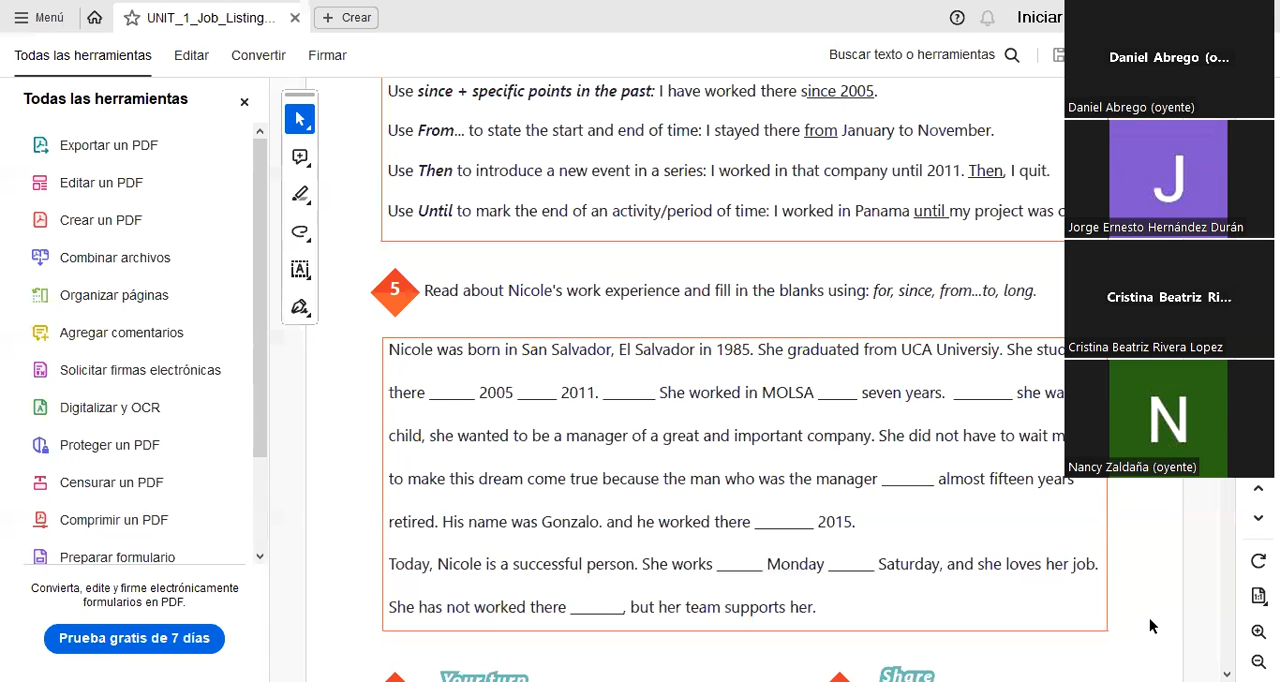 Menú
UNIT_1_Job_Listing...
Crear
Iniciar
Todas las herramientas
Editar
Convertir
Firmar
Buscar texto o herramientas
Todas las herramientas
Exportar un PDF
Editar un PDF
Crear un PDF
Combinar archivos
Organizar páginas
Agregar comentarios
Solicitar firmas electrónicas
Digitalizar y OCR
Proteger un PDF
Censurar un PDF
Comprimir un PDF
Preparar formulario
Convierta, edite y firme electrónicamente
formularios en PDF.
Prueba gratis de 7 días
Use since + specific points in the past: I have worked there since 2005.
Use From... to state the start and end of time: I stayed there from January to November.
Use Then to introduce a new event in a series: I worked in that company until 2011. Then, I quit.
Use Until to mark the end of an activity/period of time: I worked in Panama until my project was
5
Read about Nicole's work experience and fill in the blanks using: for, since, from...to, long.
Nicole was born in San Salvador, El Salvador in 1985. She graduated from UCA Universiy. She stud
there ______ 2005 _____ 2011. _______ She worked in MOLSA _____ seven years. ________ she wa
child, she wanted to be a manager of a great and important company. She did not have to wait m
to make this dream come true because the man who was the manager _______ almost fifteen years
retired. His name was Gonzalo. and he worked there ________ 2015.
Today, Nicole is a successful person. She works ______ Monday ______ Saturday, and she loves her job.
She has not worked there _______, but her team supports her.
Your turn
Share
Daniel Abrego (o...
Daniel Abrego (oyente)
J
Jorge Ernesto Hernández Durán
Cristina Beatriz Ri...
Cristina Beatriz Rivera Lopez
N
Nancy Zaldaña (oyente)